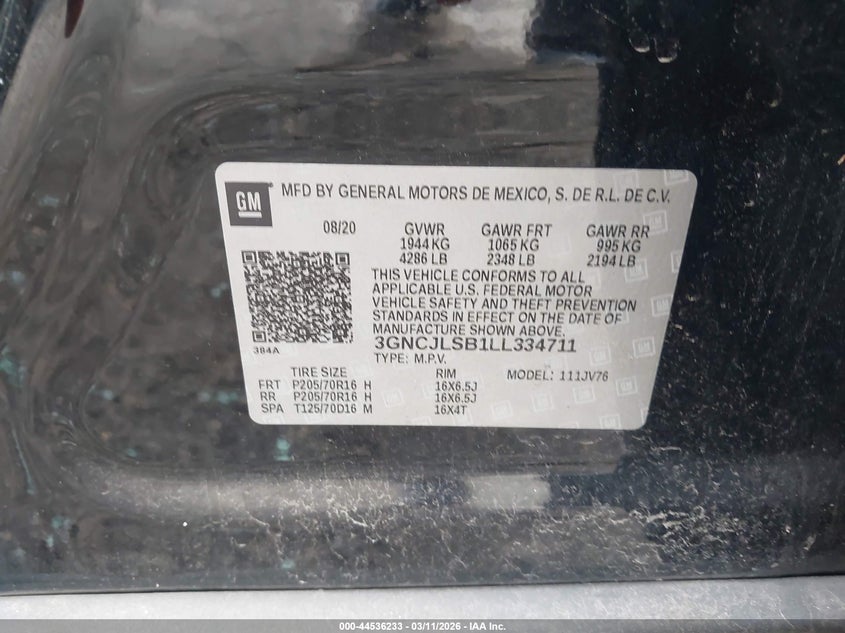 GM
MFD BY GENERAL MOTORS DE MEXICO, S. DE R.L. DE C.V.
08/20 GVWR GAWR FRT GAWR RR
1944 KG 1065 KG 995 KG
4286 LB 2348 LB 2194 LB
THIS VEHICLE CONFORMS TO ALL
APPLICABLE U.S. FEDERAL MOTOR
VEHICLE SAFETY AND THEFT PREVENTION
STANDARDS IN EFFECT ON THE DATE OF
MANUFACTURE SHOWN ABOVE.
384A
3GNCJLSB1LL334711
TYPE: M.P.V.
TIRE SIZE RIM MODEL: 111JV76
FRT P205/70R16 H 16X6.5J
RR P205/70R16 H 16X6.5J
SPA T125/70D16 M 16X4T
000-44536233 - 03/11/2026 - IAA Inc.